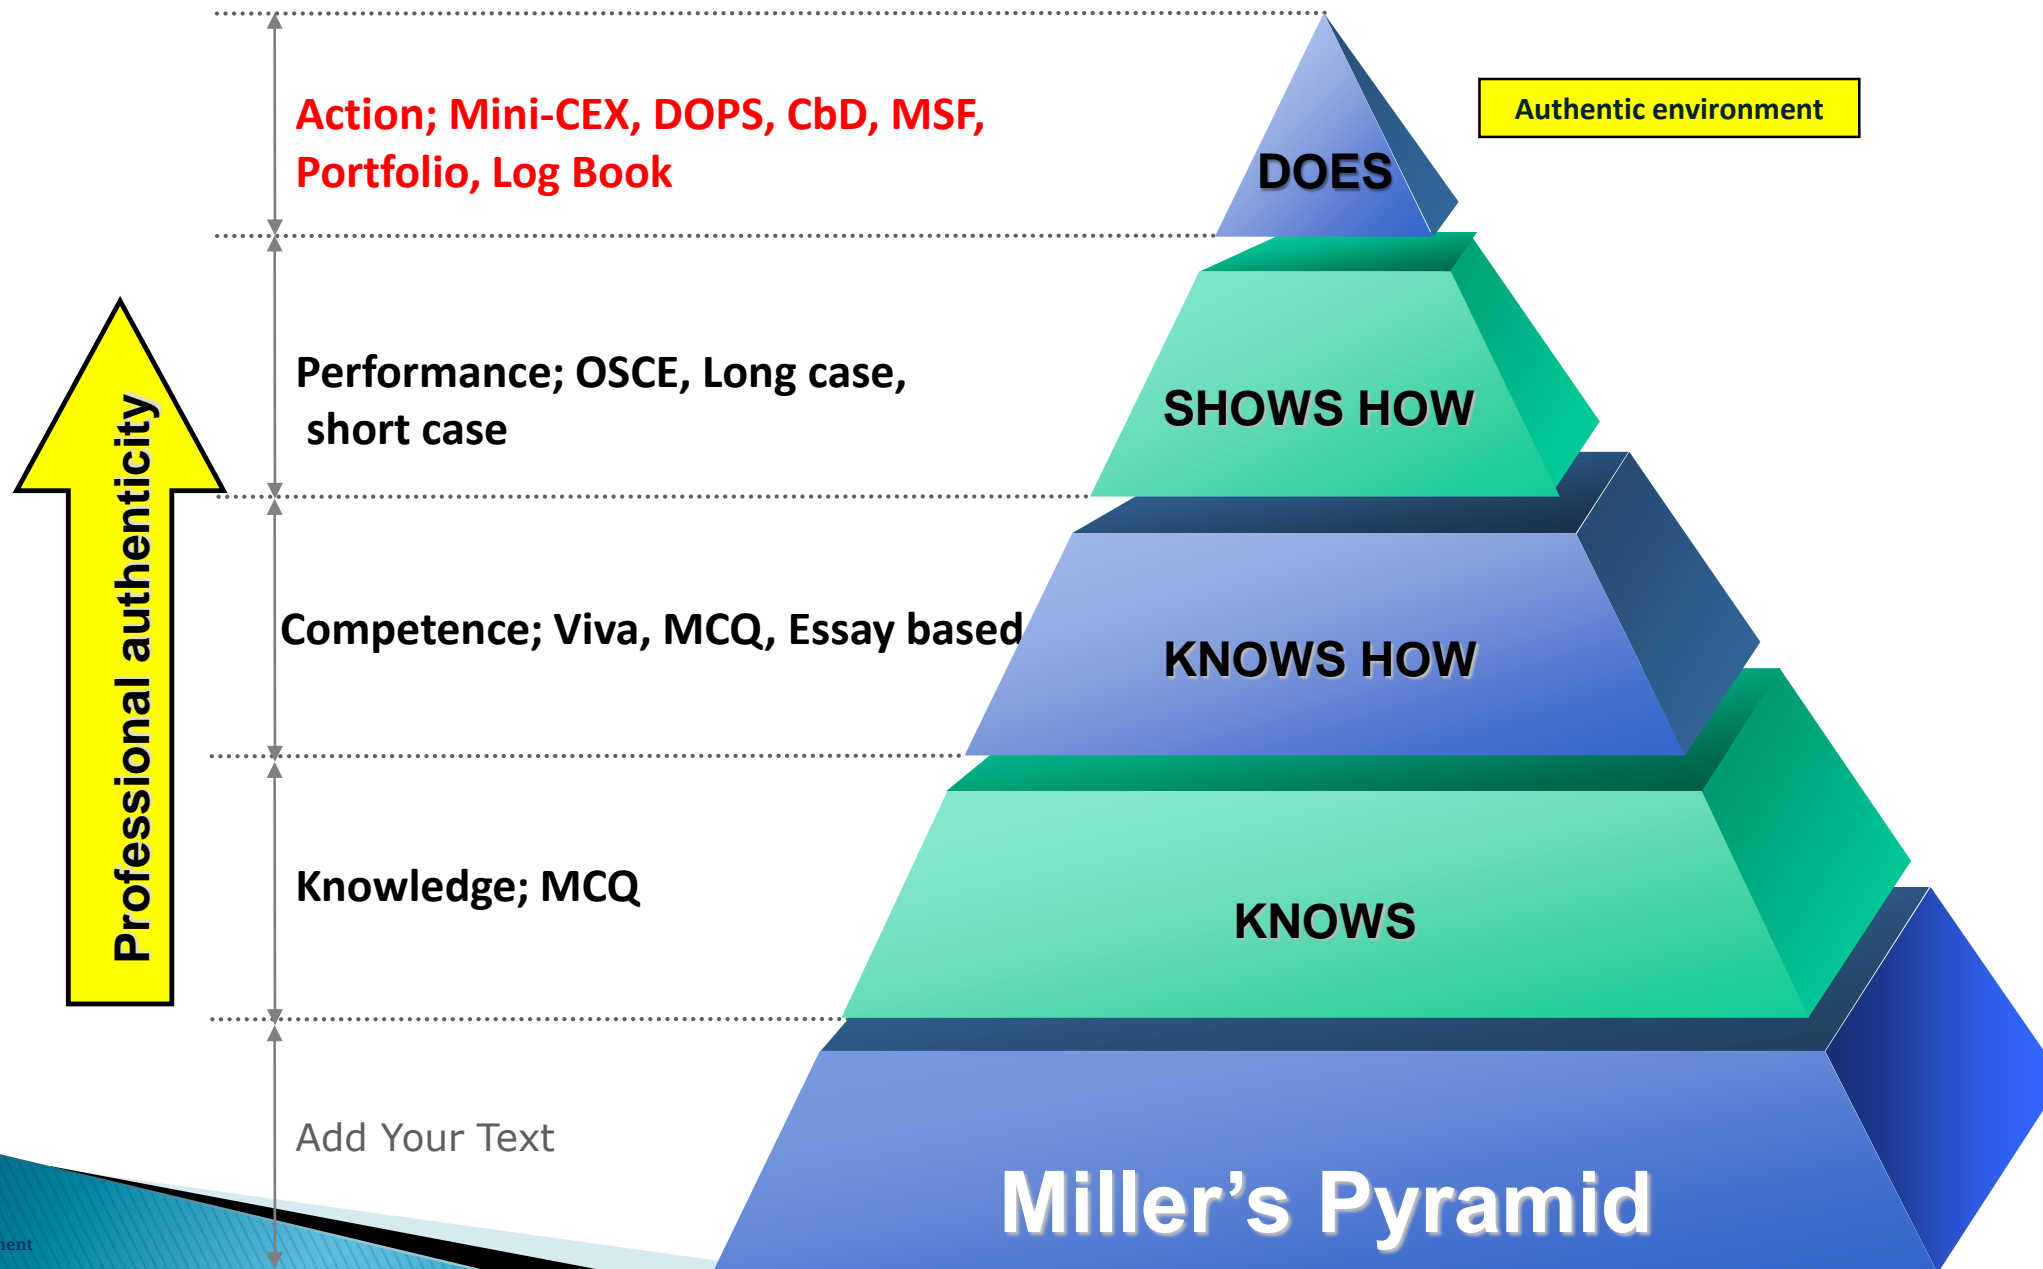 Action; Mini-CEX, DOPS, CbD, MSF,
Portfolio, Log Book
DOES
Authentic environment
Performance; OSCE, Long case,
short case
SHOWS HOW
Professional authenticity
Competence; Viva, MCQ, Essay based
KNOWS HOW
Knowledge; MCQ
KNOWS
Add Your Text
Miller’s Pyramid